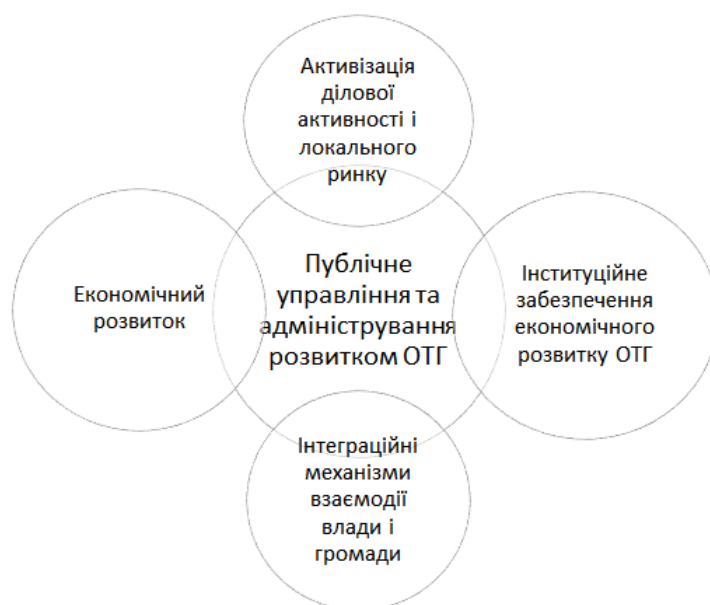 Активізація
ділової
активності і
локального
ринку
Економічний
розвиток
Публічне
управління та
адміністрування
розвитком ОТГ
Інституційне
забезпечення
економічного
розвитку ОТГ
Інтеграційні
механізми
взаємодії
влади і
громади